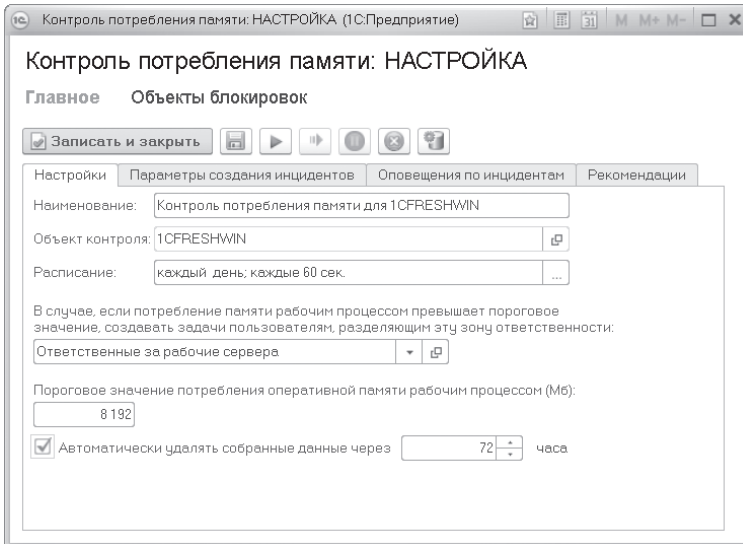 1С Контроль потребления памяти: НАСТРОЙКА (1С:Предприятие) 31 M M+ M-
Контроль потребления памяти: НАСТРОЙКА
Главное Объекты блокировок
Записать и закрыть
Настройки Параметры создания инцидентов Оповещения по инцидентам Рекомендации
Наименование: Контроль потребления памяти для 1CFRESHWIN
Объект контроля: 1CFRESHWIN
Расписание: каждый день; каждые 60 сек. ...
В случае, если потребление памяти рабочим процессом превышает пороговое
значение, создавать задачи пользователям, разделяющим эту зону ответственности:
Ответственные за рабочие сервера
Пороговое значение потребления оперативной памяти рабочим процессом (Мб):
8 192
Автоматически удалять собранные данные через 72 часа